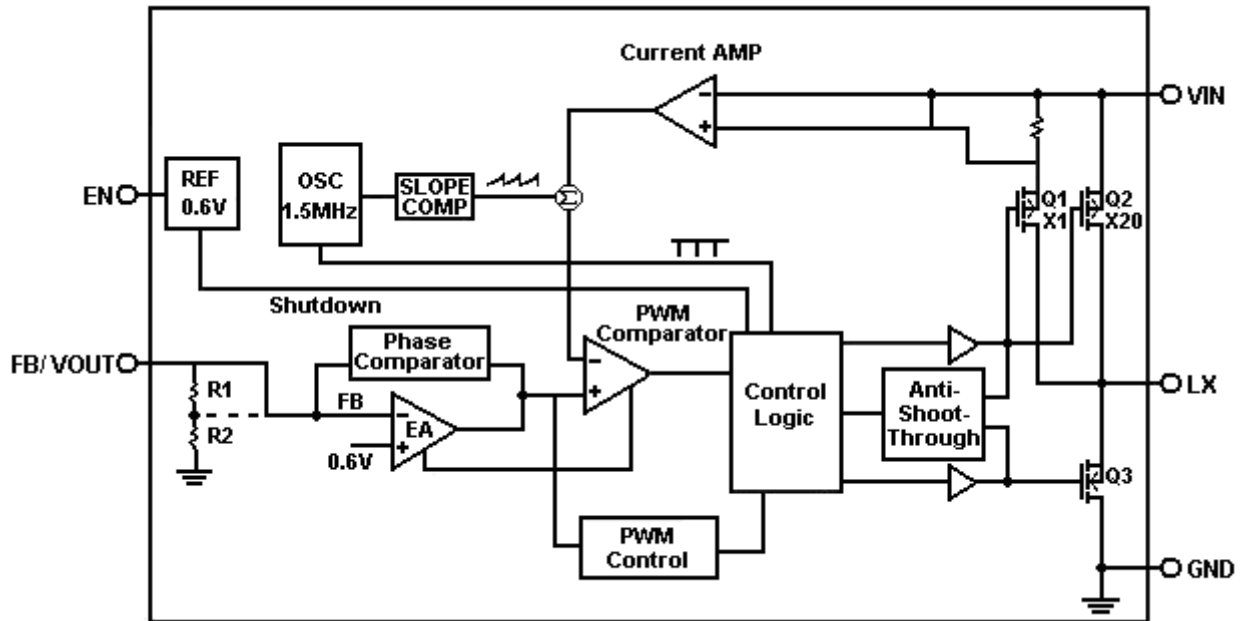 Current AMP
VIN
EN
REF
0.6V
OSC
1.5MHz
SLOPE
COMP
Σ
Q1
X1
Q2
X20
Shutdown
PWM
Comparator
FB/ VOUT
Phase
Comparator
R1
R2
FB
EA
0.6V
Control
Logic
Anti-
Shoot-
Through
LX
Q3
PWM
Control
GND